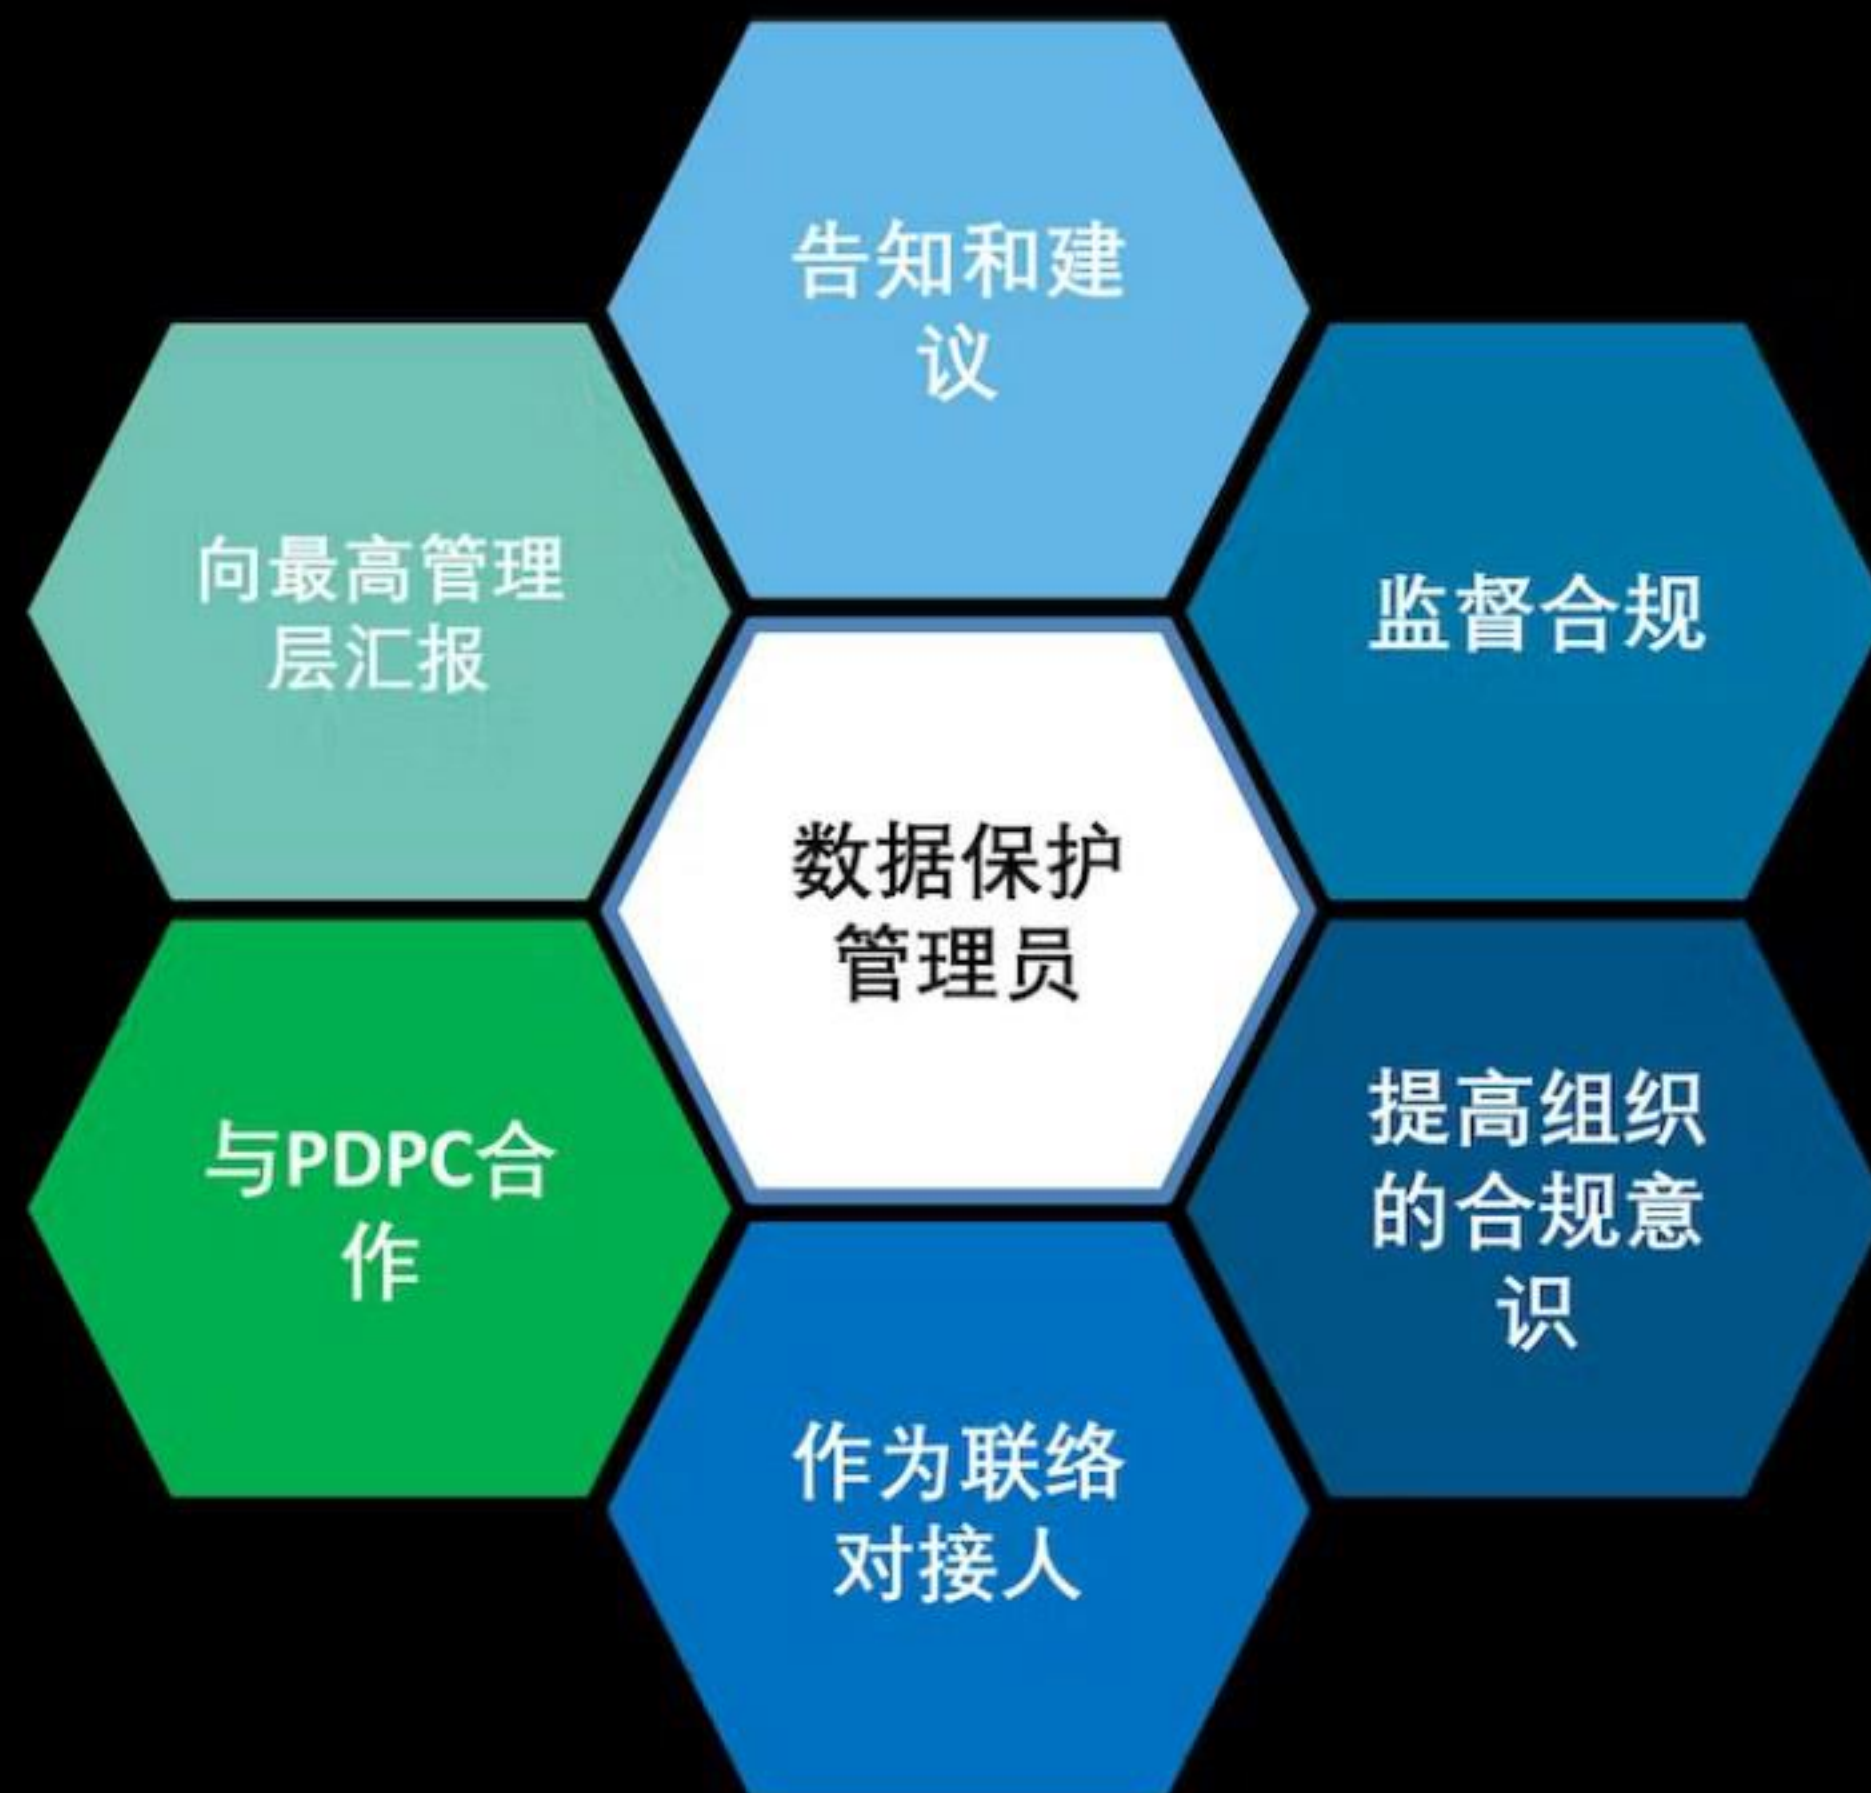 告知和建
议
向最高管理
层汇报
监督合规
数据保护
管理员
与PDPC合
作
提高组织
的合规意
识
作为联络
对接人